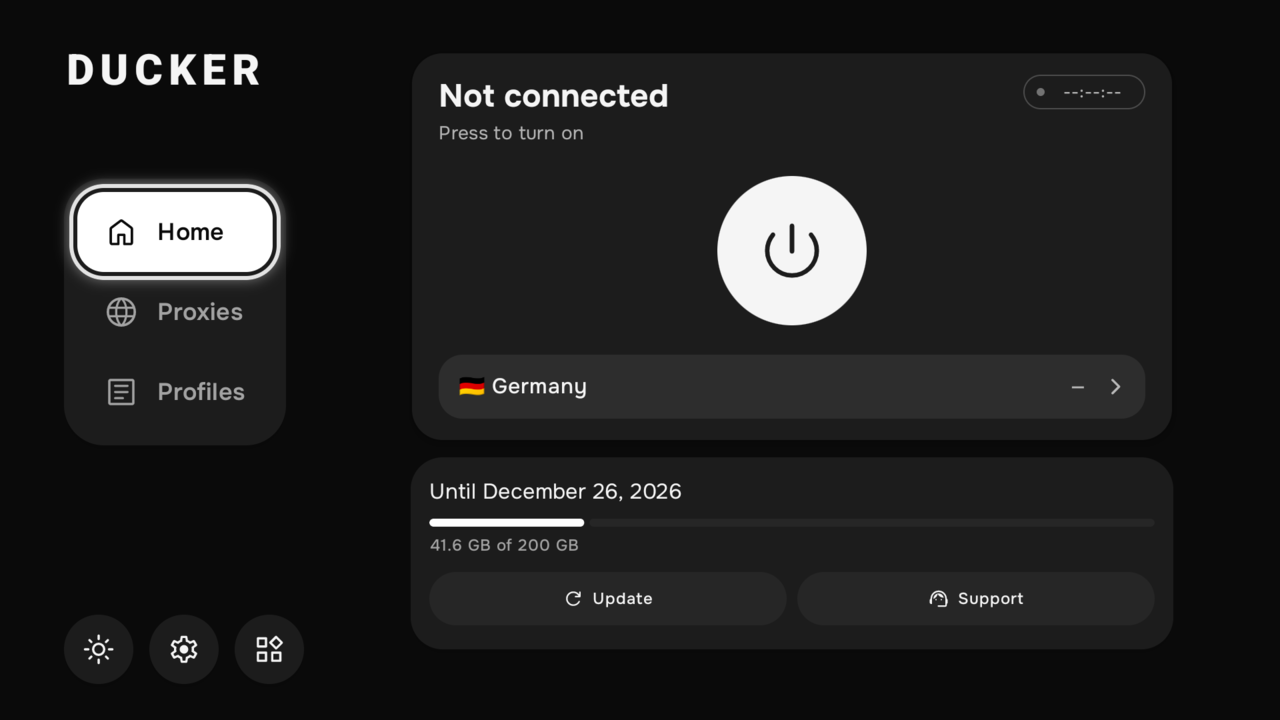 DUCKER
Home
Proxies
Profiles
Not connected
Press to turn on
--:--:--
🇩🇪 Germany
–
Until December 26, 2026
41.6 GB of 200 GB
Update
Support